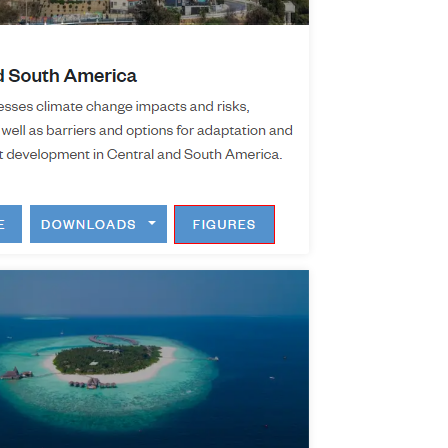 d South America
esses climate change impacts and risks,
well as barriers and options for adaptation and
t development in Central and South America.
E
DOWNLOADS
FIGURES